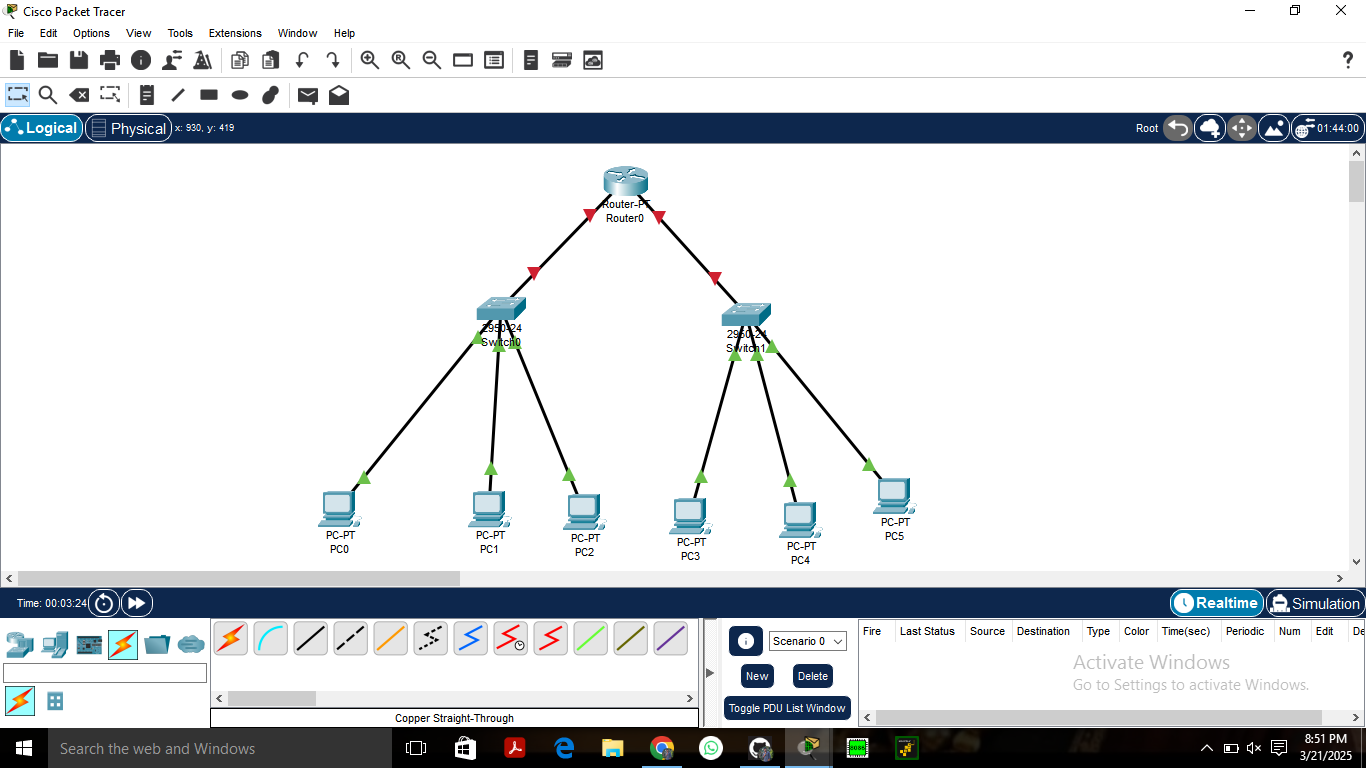 Cisco Packet Tracer
File Edit Options View Tools Extensions Window Help
Logical Physical x: 930, y: 419 Root 01:44:00
Router-PT
Router0
2950-24
Switch0
2950-24
Switch1
PC-PT
PC0
PC-PT
PC1
PC-PT
PC2
PC-PT
PC3
PC-PT
PC4
PC-PT
PC5
Time: 00:03:24 Realtime Simulation
Scenario 0
New Delete
Toggle PDU List Window
Fire Last Status Source Destination Type Color Time(sec) Periodic Num Edit De
Activate Windows
Go to Settings to activate Windows.
Copper Straight-Through
Search the web and Windows
8:51 PM
3/21/2025